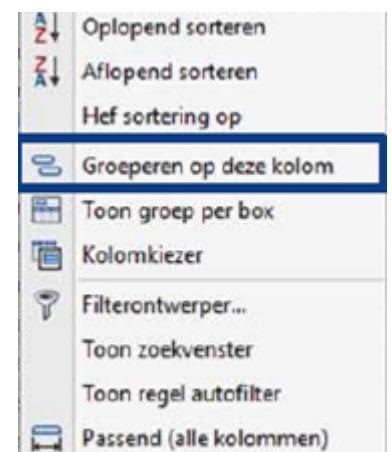 Oplopend sorteren
Aflopend sorteren
Hef sortering op
Groeperen op deze kolom
Toon groep per box
Kolomkiezer
Filterontwerper...
Toon zoekvenster
Toon regel autofilter
Passend (alle kolommen)